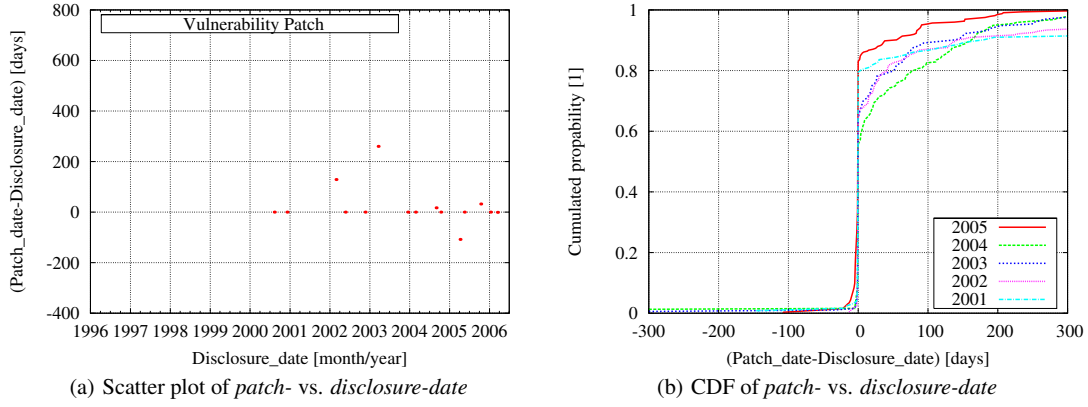 Vulnerability Patch
800
600
400
200
0
-200
-400
(Patch_date-Disclosure_date) [days]
1996 1997 1998 1999 2000 2001 2002 2003 2004 2005 2006
Disclosure_date [month/year]
(a) Scatter plot of patch- vs. disclosure-date
1
0.8
0.6
0.4
0.2
0
Cumulated propability [1]
2005
2004
2003
2002
2001
-300 -200 -100 0 100 200 300
(Patch_date-Disclosure_date) [days]
(b) CDF of patch- vs. disclosure-date